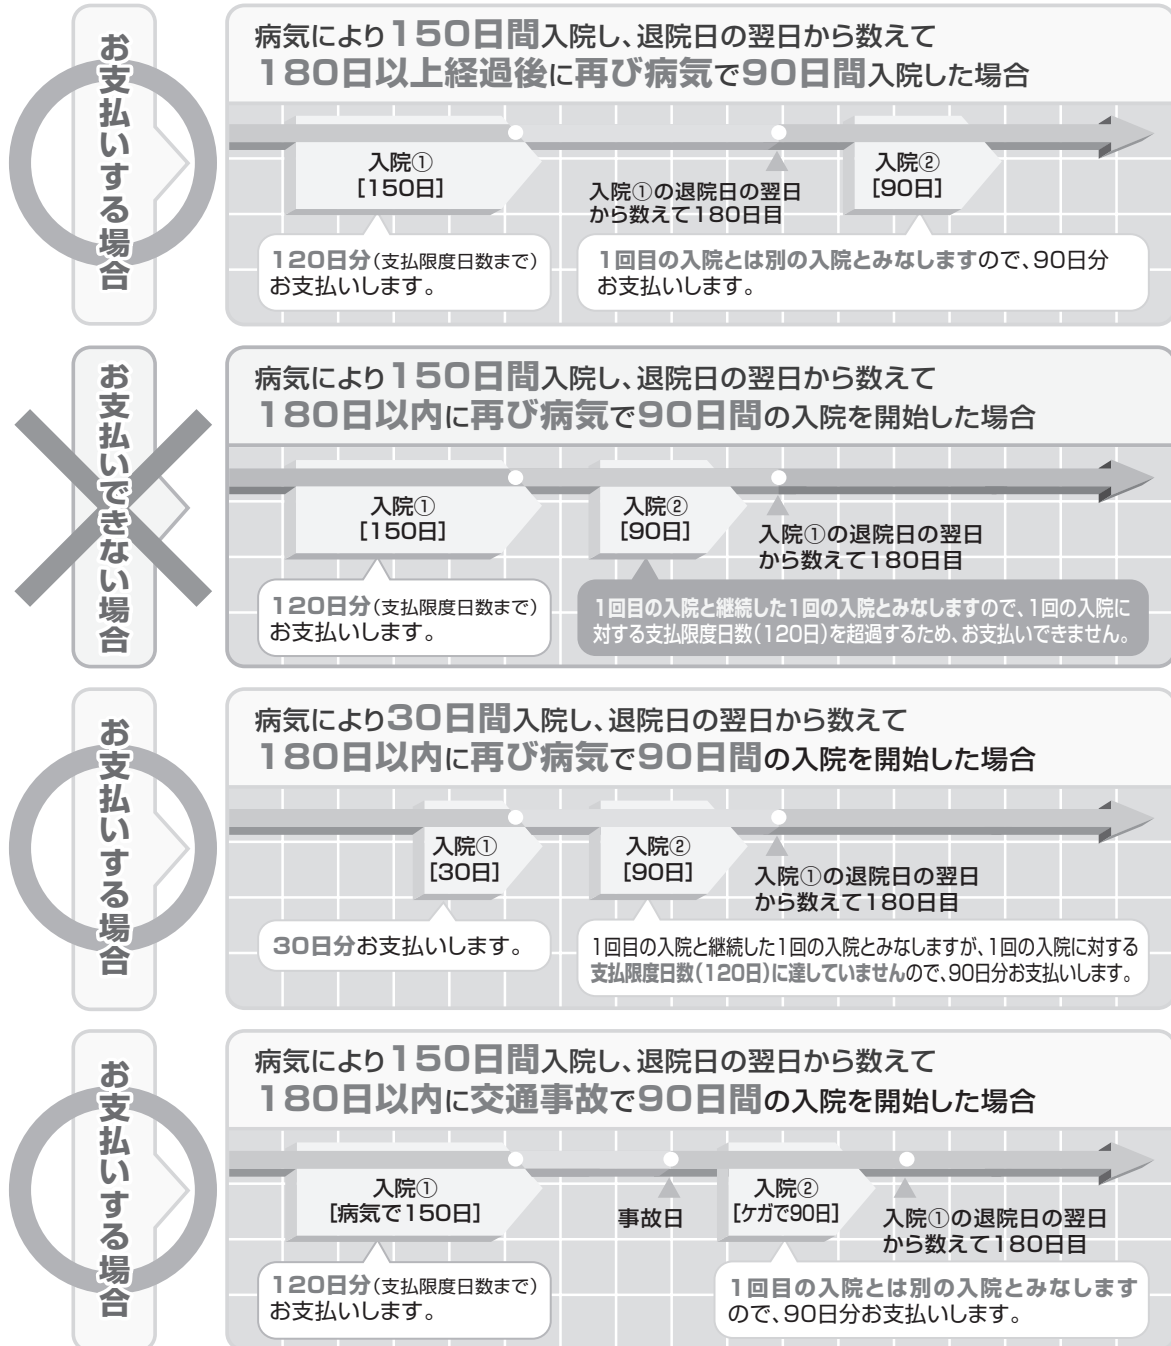 お支払いする場合
病気により150日間入院し、退院日の翌日から数えて
180日以上経過後に再び病気で90日間入院した場合
入院①
[150日]
入院①の退院日の翌日
から数えて180日目
入院②
[90日]
120日分(支払限度日数まで)
お支払いします。
1回目の入院とは別の入院とみなしますので、90日分
お支払いします。
お支払いできない場合
病気により150日間入院し、退院日の翌日から数えて
180日以内に再び病気で90日間の入院を開始した場合
入院①
[150日]
入院②
[90日]
入院①の退院日の翌日
から数えて180日目
120日分(支払限度日数まで)
お支払いします。
1回目の入院と継続した1回の入院とみなしますので、1回の入院に
対する支払限度日数(120日)を超過するため、お支払いできません。
お支払いする場合
病気により30日間入院し、退院日の翌日から数えて
180日以内に再び病気で90日間の入院を開始した場合
入院①
[30日]
入院②
[90日]
入院①の退院日の翌日
から数えて180日目
30日分お支払いします。
1回目の入院と継続した1回の入院とみなしますが、1回の入院に対する
支払限度日数(120日)に達していませんので、90日分お支払いします。
お支払いする場合
病気により150日間入院し、退院日の翌日から数えて
180日以内に交通事故で90日間の入院を開始した場合
入院①
[病気で150日]
事故日
入院②
[ケガで90日]
入院①の退院日の翌日
から数えて180日目
120日分(支払限度日数まで)
お支払いします。
1回目の入院とは別の入院とみなします
ので、90日分お支払いします。